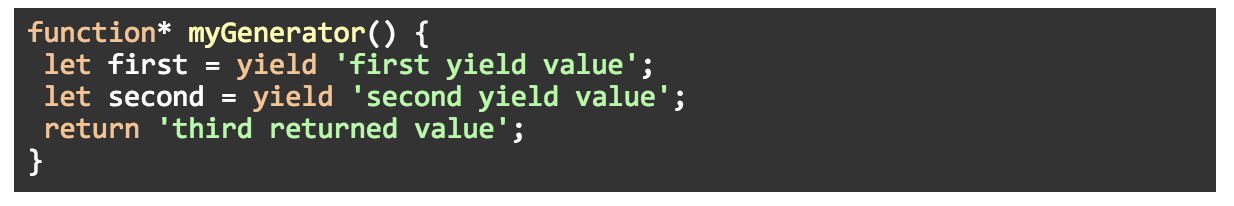 function* myGenerator() {
 let first = yield 'first yield value';
 let second = yield 'second yield value';
 return 'third returned value';
}